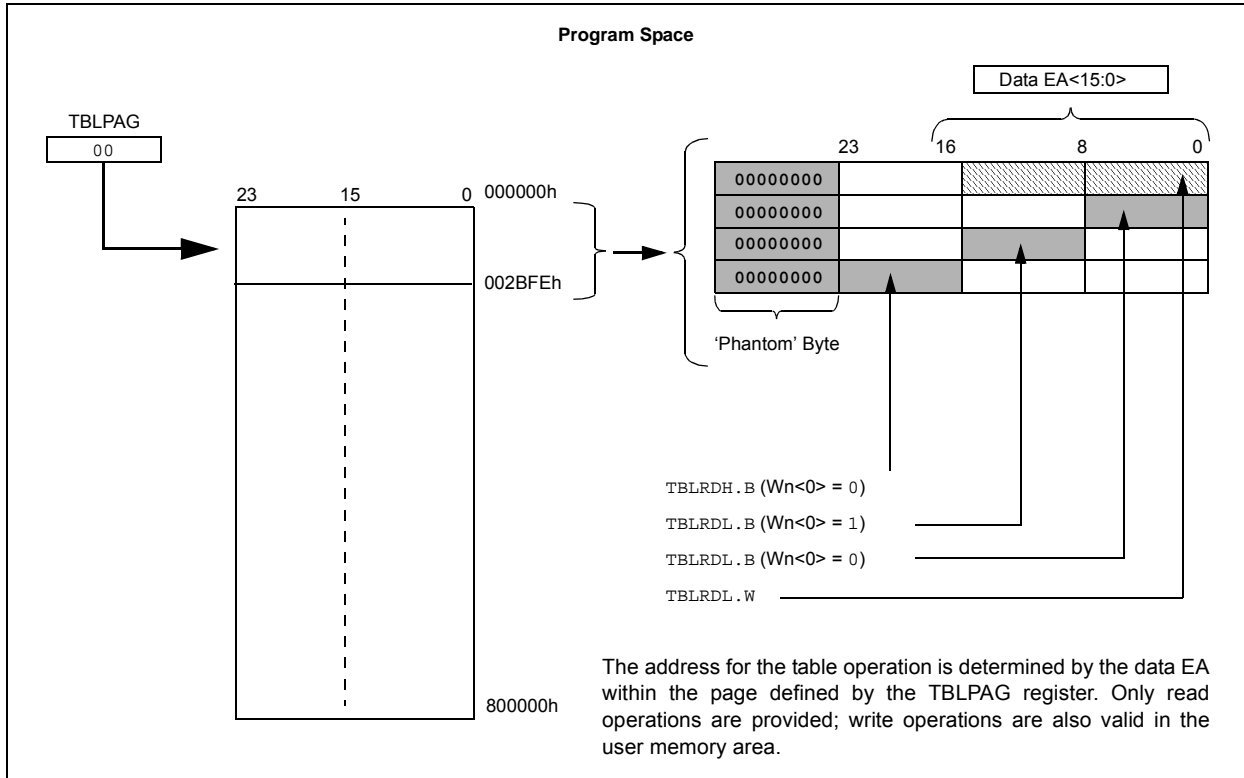 Program Space
Data EA<15:0>
TBLPAG
00
23 16 8 0
23 15 0
000000h
00000000
00000000
00000000
00000000
002BFEh
‘Phantom’ Byte
TBLRDH.B (Wn<0> = 0)
TBLRDL.B (Wn<0> = 1)
TBLRDL.B (Wn<0> = 0)
TBLRDL.W
800000h
The address for the table operation is determined by the data EA
within the page defined by the TBLPAG register. Only read
operations are provided; write operations are also valid in the
user memory area.